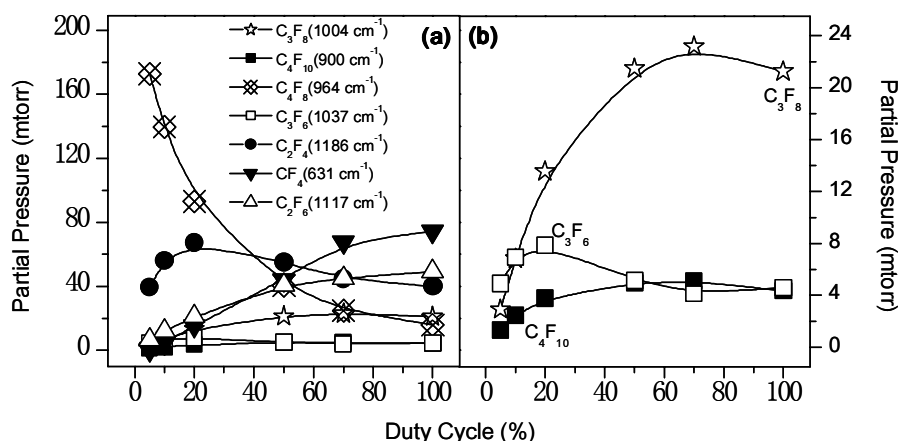 (a)
C₃F₈(1004 cm⁻¹)
C₄F₁₀(900 cm⁻¹)
C₄F₈(964 cm⁻¹)
C₃F₆(1037 cm⁻¹)
C₂F₄(1186 cm⁻¹)
CF₄(631 cm⁻¹)
C₂F₆(1117 cm⁻¹)
Partial Pressure (mtorr)
200
160
120
80
40
0
0 20 40 60 80 100
(b)
C₃F₈
C₃F₆
C₄F₁₀
24
20
16
12
8
4
0
Partial Pressure (mtorr)
0 20 40 60 80 100
Duty Cycle (%)